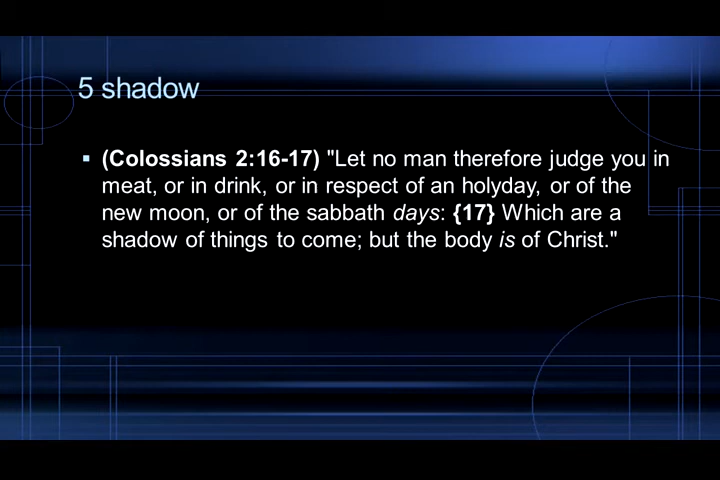 5 shadow
▪ (Colossians 2:16-17) "Let no man therefore judge you in
meat, or in drink, or in respect of an holyday, or of the
new moon, or of the sabbath days: {17} Which are a
shadow of things to come; but the body is of Christ."